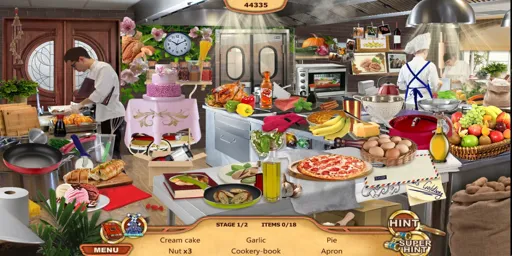 44335
STAGE 1/2 ITEMS 0/18
Cream cake Garlic Pie
Nut x3 Cookery-book Apron
MENU
HINT
SUPER
HINT